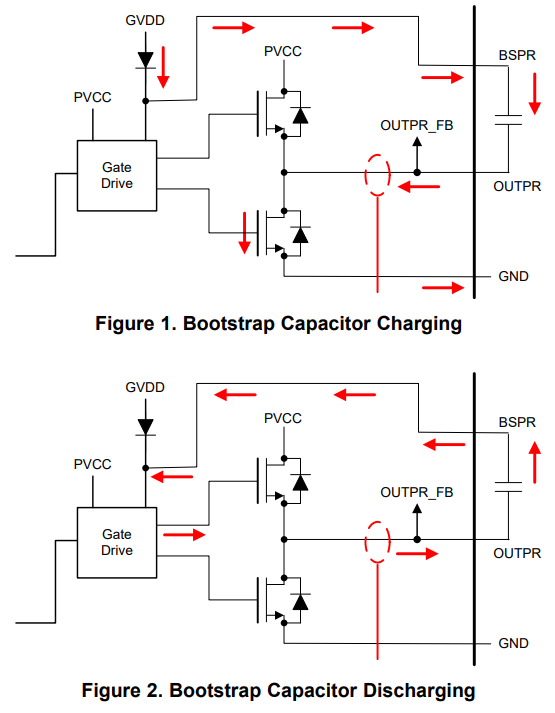 GVDD
PVCC
BSPR
PVCC
OUTPR_FB
Gate
Drive
OUTPR
GND
Figure 1. Bootstrap Capacitor Charging
GVDD
PVCC
BSPR
PVCC
OUTPR_FB
Gate
Drive
OUTPR
GND
Figure 2. Bootstrap Capacitor Discharging